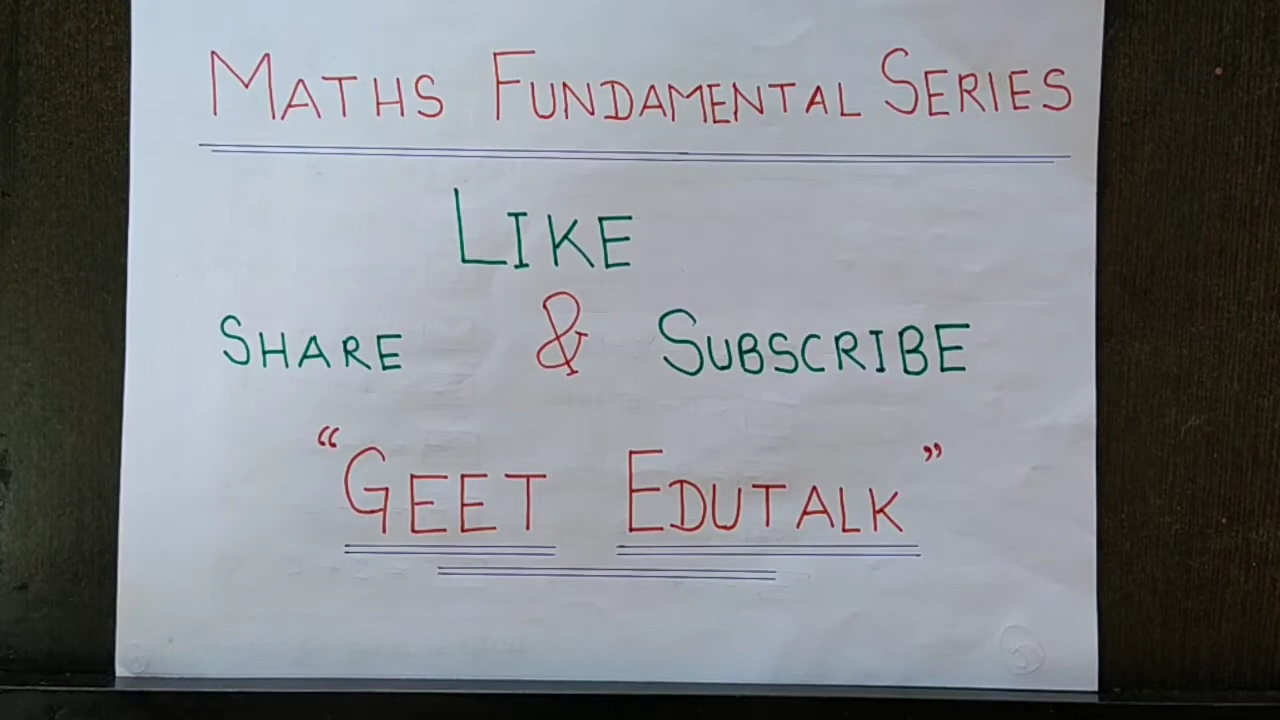 MATHS FUNDAMENTAL SERIES
LIKE
SHARE & SUBSCRIBE
“GEET EDUTALK”